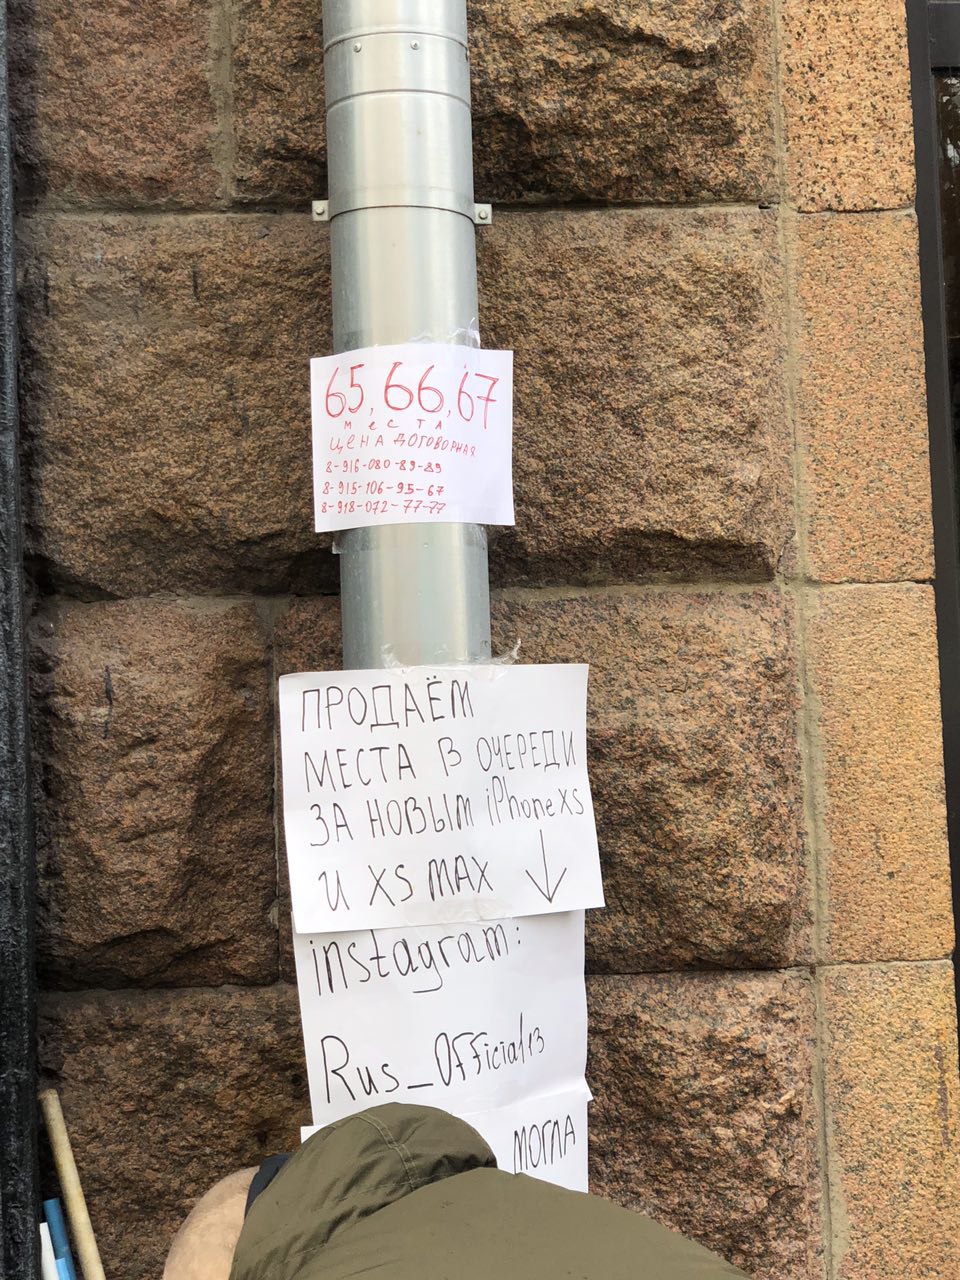 65, 66, 67
места
цена договорная
8-916-080-89-89
8-915-106-95-67
8-918-072-77-77
ПРОДАЁМ
МЕСТА В ОЧЕРЕДИ
ЗА НОВЫМ iPhone XS
И XS MAX
instagram:
Rus_Official13
МОГЛА